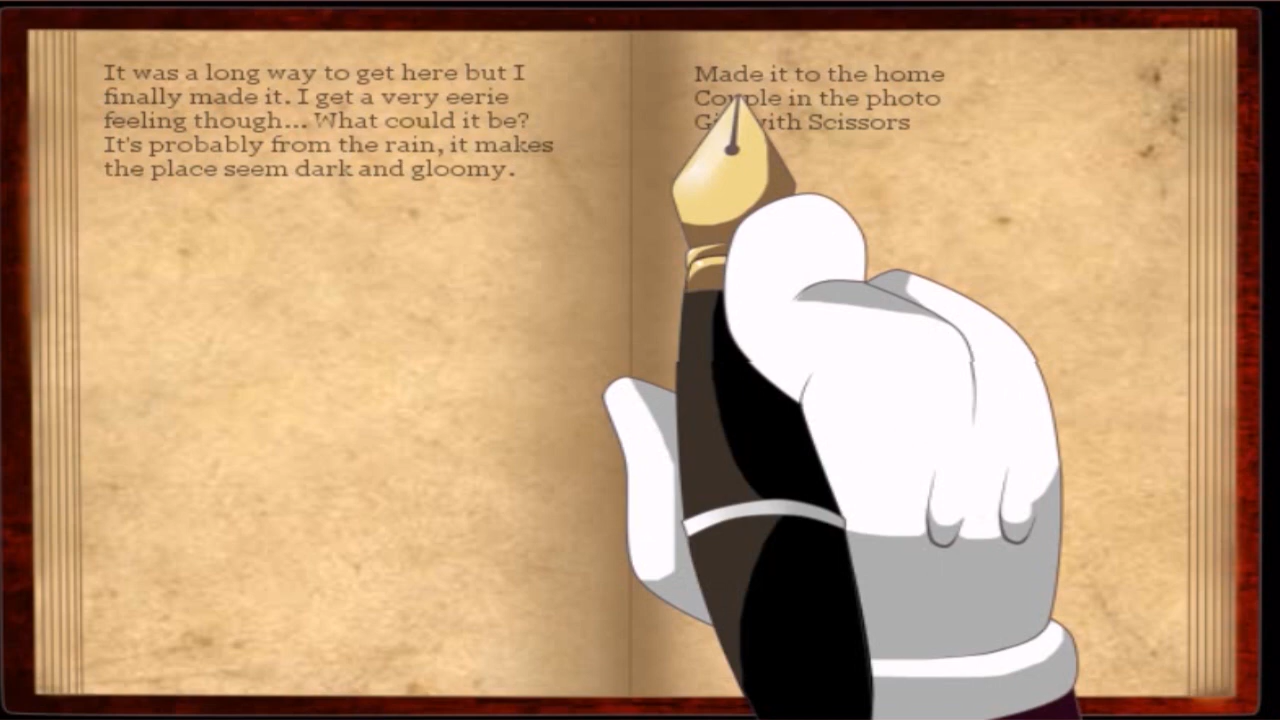 It was a long way to get here but I
finally made it. I get a very eerie
feeling though... What could it be?
It's probably from the rain, it makes
the place seem dark and gloomy.
Made it to the home
Couple in the photo
with Scissors